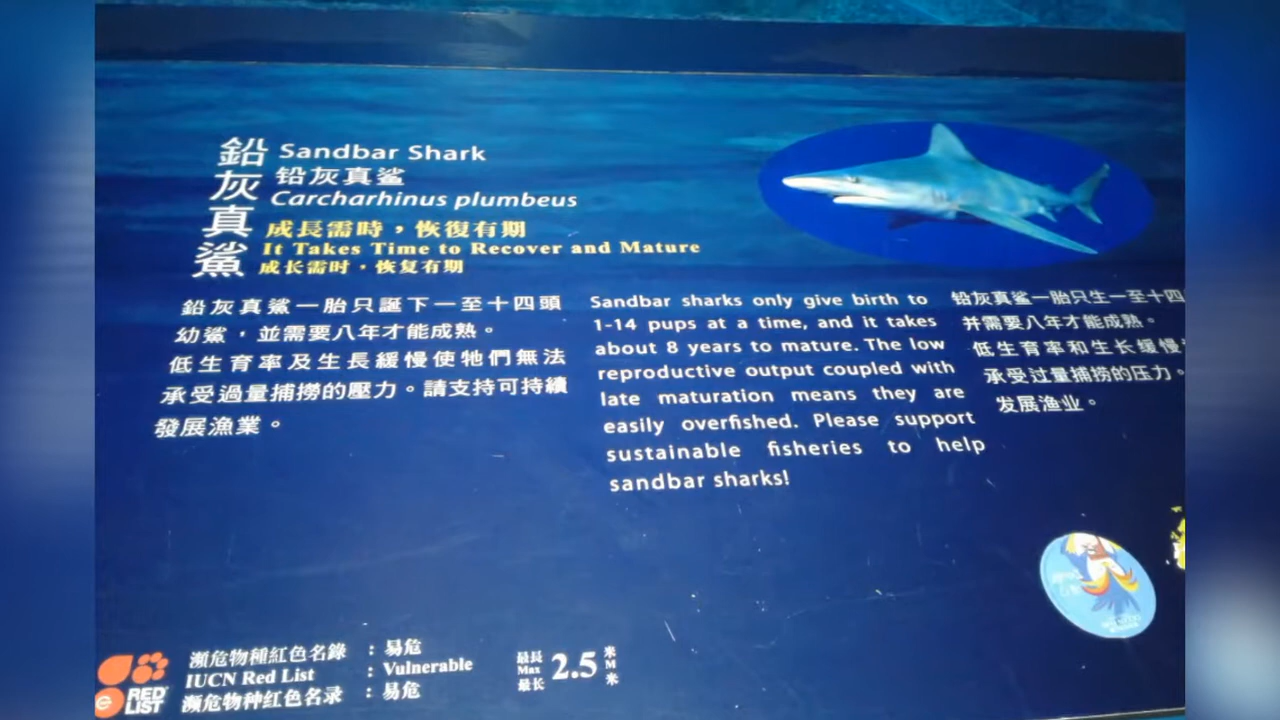 鉛灰真鯊
Sandbar Shark
铅灰真鲨
Carcharhinus plumbeus
成長需時，恢復有期
It Takes Time to Recover and Mature
成长需时，恢复有期
鉛灰真鯊一胎只誕下一至十四頭
幼鯊，並需要八年才能成熟。
低生育率及生長緩慢使牠們無法
承受過量捕撈的壓力。請支持可持續
發展漁業。
Sandbar sharks only give birth to
1-14 pups at a time, and it takes
about 8 years to mature. The low
reproductive output coupled with
late maturation means they are
easily overfished. Please support
sustainable fisheries to help
sandbar sharks!
铅灰真鲨一胎只生一至十四
并需要八年才能成熟。
低生育率和生长缓慢
承受过量捕捞的压力。
发展渔业。
RED
LIST
瀕危物種紅色名錄 : 易危
IUCN Red List : Vulnerable
濒危物种红色名录 : 易危
最長
Max
最长
2.5
米
M
米